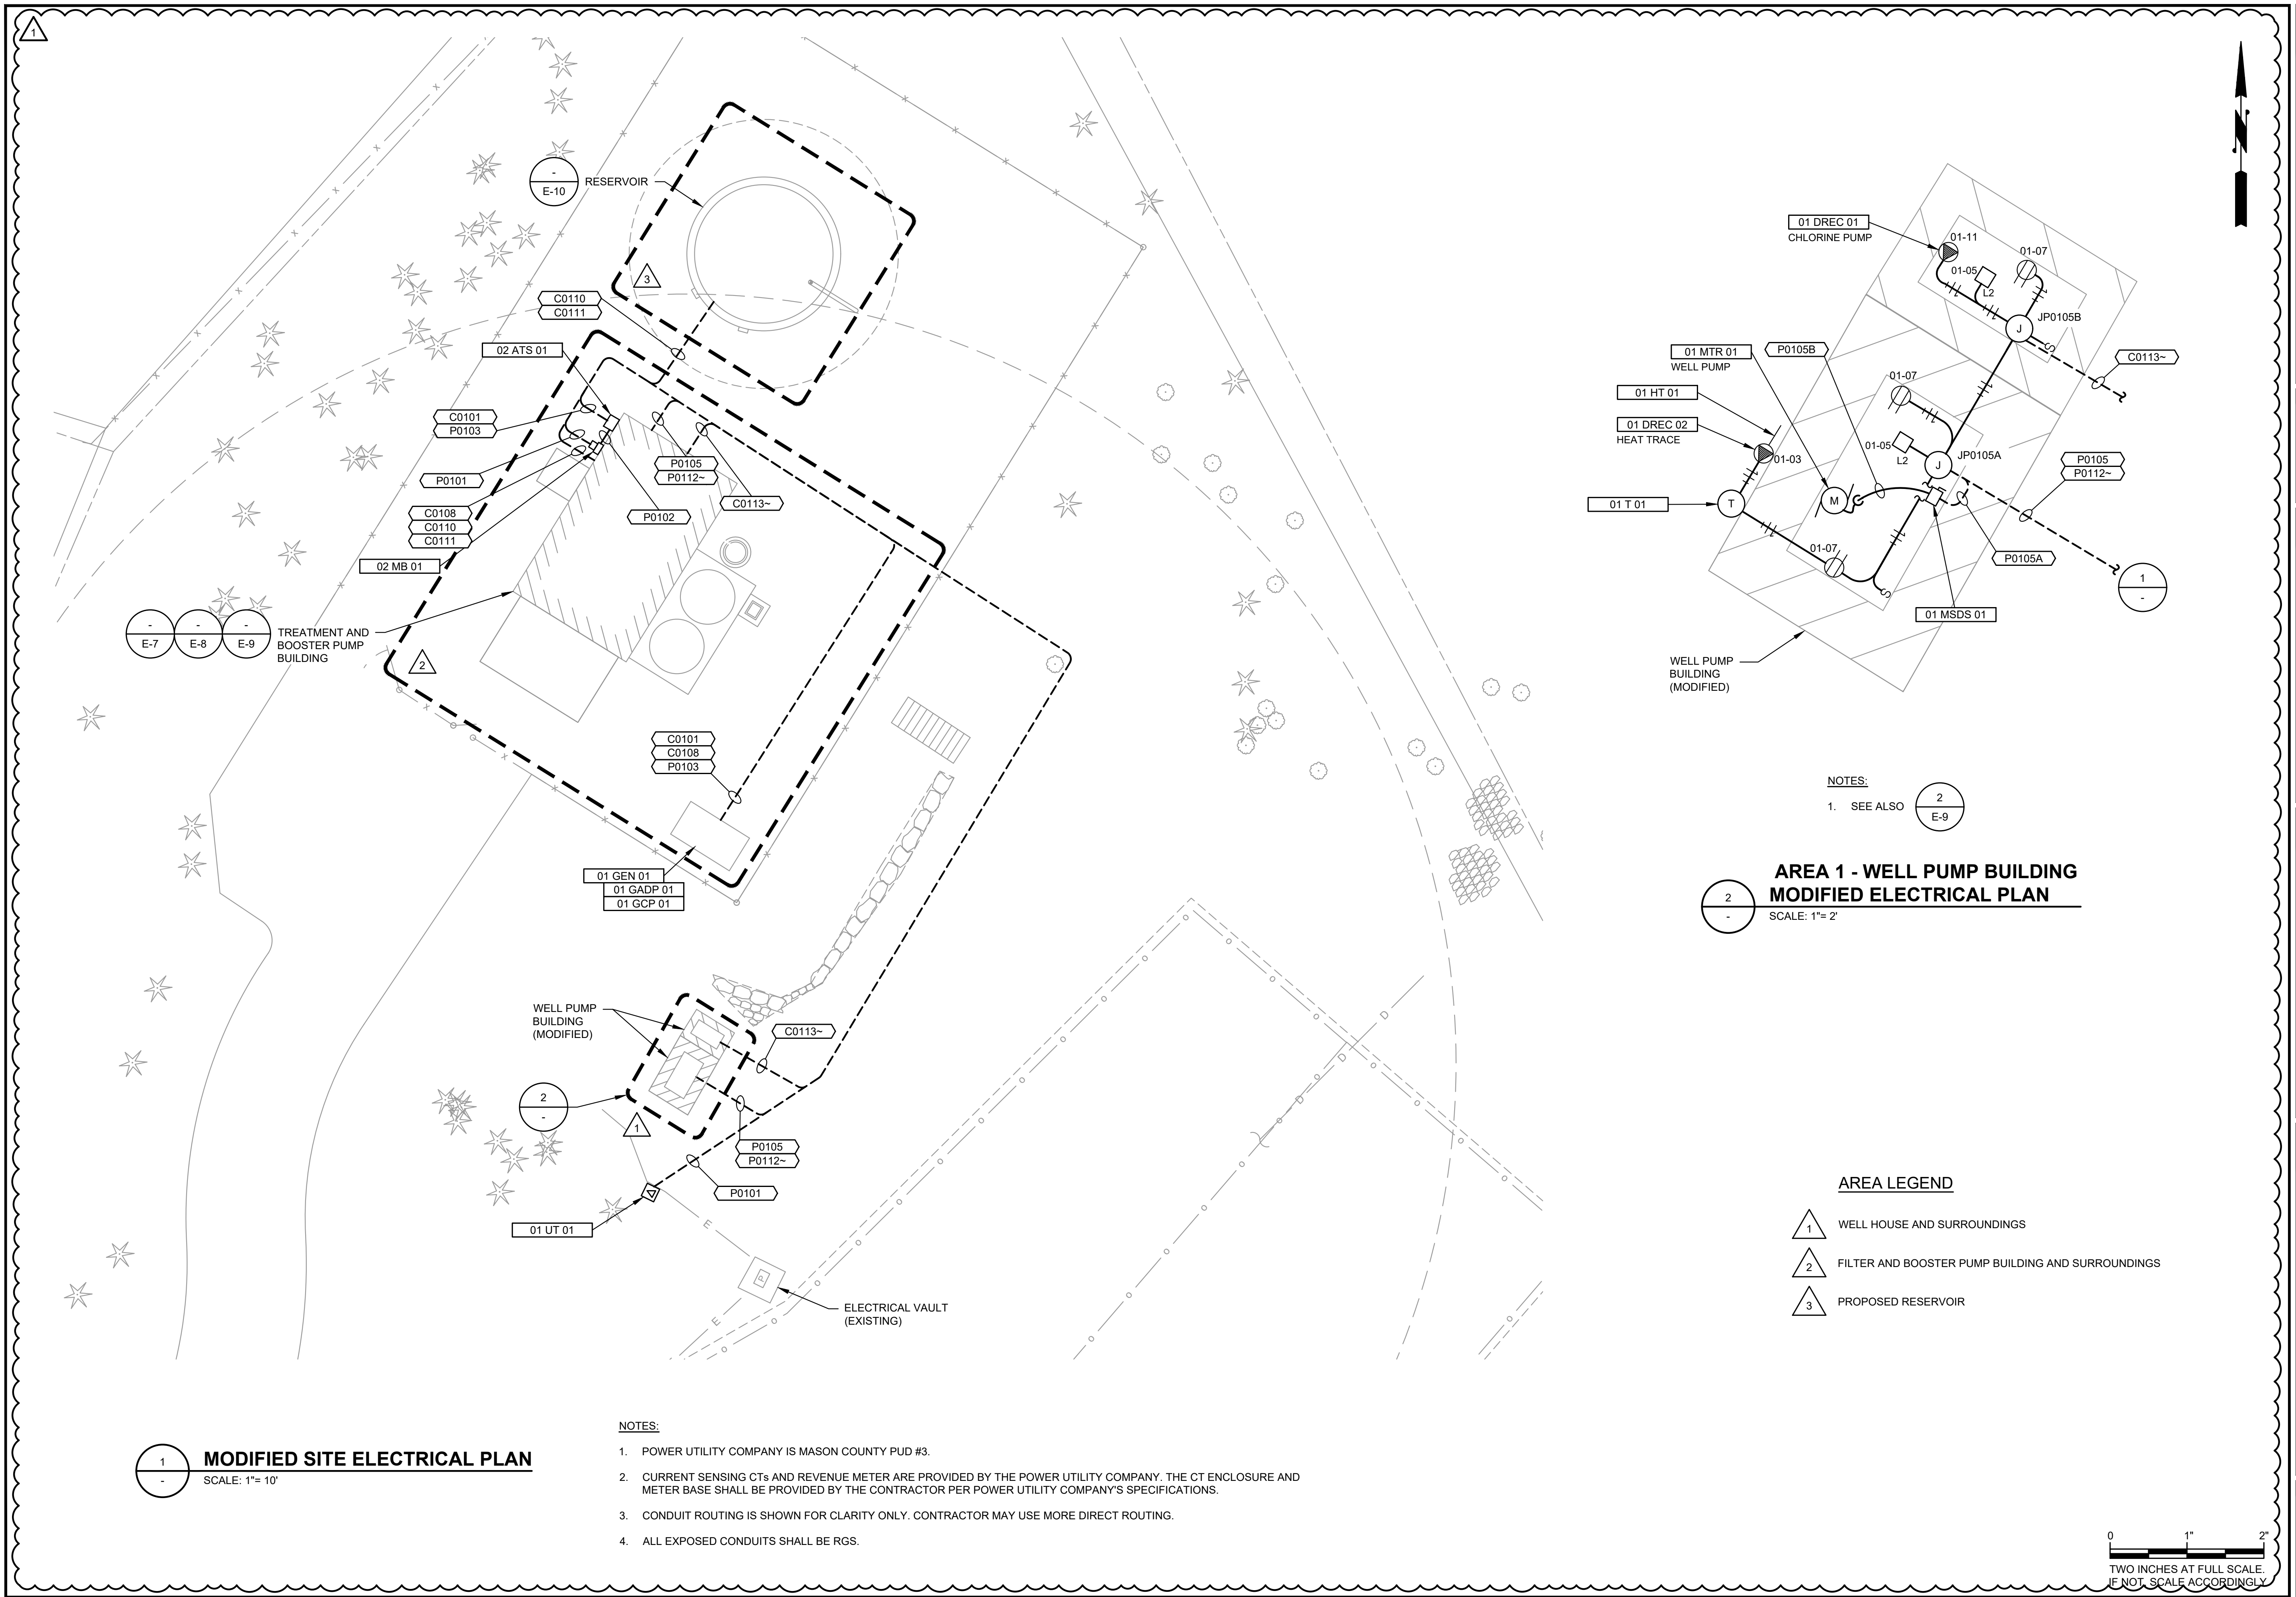 1
-
E-10
RESERVOIR
3
C0110
C0111
02 ATS 01
C0101
P0103
P0101
C0108
C0110
C0111
02 MB 01
P0105
P0112~
C0113~
P0102
-
E-7
-
E-8
-
E-9
TREATMENT AND
BOOSTER PUMP
BUILDING
2
C0101
C0108
P0103
01 GEN 01
01 GADP 01
01 GCP 01
WELL PUMP
BUILDING
(MODIFIED)
C0113~
2
-
1
P0105
P0112~
P0101
01 UT 01
E
E
P
ELECTRICAL VAULT
(EXISTING)
D
D
D
D
N
01 DREC 01
CHLORINE PUMP
01-11
01-07
01-05
L2
J
JP0105B
S
C0113~
01 MTR 01
WELL PUMP
P0105B
01-07
01 HT 01
01 DREC 02
HEAT TRACE
01-03
01-05
L2
J
JP0105A
P0105
P0112~
01 T 01
T
M
01-07
S
P0105A
1
-
01 MSDS 01
WELL PUMP
BUILDING
(MODIFIED)
NOTES:
1. SEE ALSO
2
E-9
AREA 1 - WELL PUMP BUILDING
MODIFIED ELECTRICAL PLAN
2
-
SCALE: 1"= 2'
AREA LEGEND
1 WELL HOUSE AND SURROUNDINGS
2 FILTER AND BOOSTER PUMP BUILDING AND SURROUNDINGS
3 PROPOSED RESERVOIR
1
-
MODIFIED SITE ELECTRICAL PLAN
SCALE: 1"= 10'
NOTES:
1. POWER UTILITY COMPANY IS MASON COUNTY PUD #3.
2. CURRENT SENSING CTs AND REVENUE METER ARE PROVIDED BY THE POWER UTILITY COMPANY. THE CT ENCLOSURE AND
METER BASE SHALL BE PROVIDED BY THE CONTRACTOR PER POWER UTILITY COMPANY'S SPECIFICATIONS.
3. CONDUIT ROUTING IS SHOWN FOR CLARITY ONLY. CONTRACTOR MAY USE MORE DIRECT ROUTING.
4. ALL EXPOSED CONDUITS SHALL BE RGS.
0 1" 2"
TWO INCHES AT FULL SCALE.
IF NOT, SCALE ACCORDINGLY